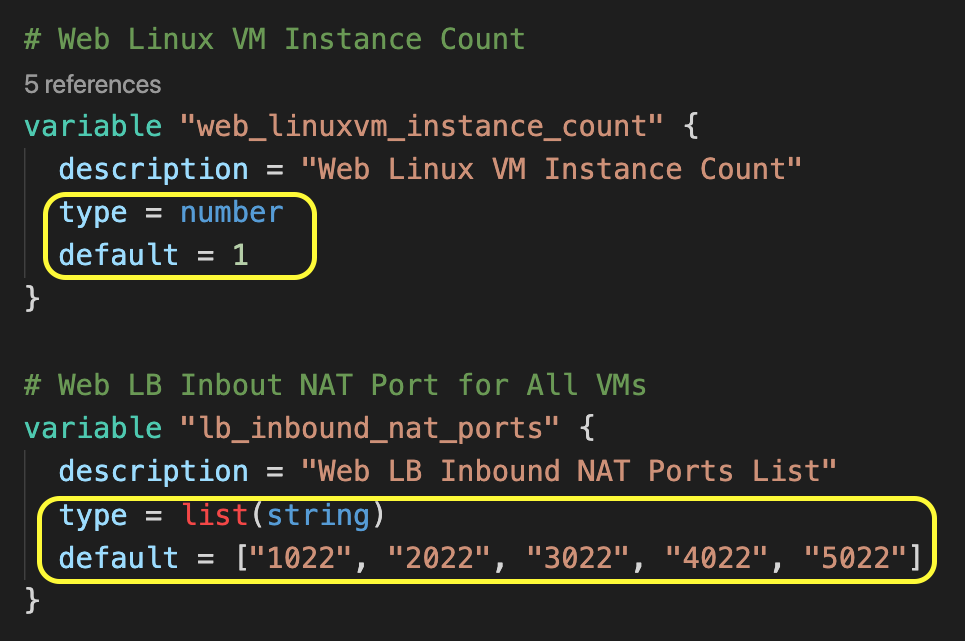 # Web Linux VM Instance Count
5 references
variable "web_linuxvm_instance_count" {
description = "Web Linux VM Instance Count"
type = number
default = 1
}
# Web LB Inbout NAT Port for All VMs
variable "lb_inbound_nat_ports" {
description = "Web LB Inbound NAT Ports List"
type = list(string)
default = ["1022", "2022", "3022", "4022", "5022"]
}